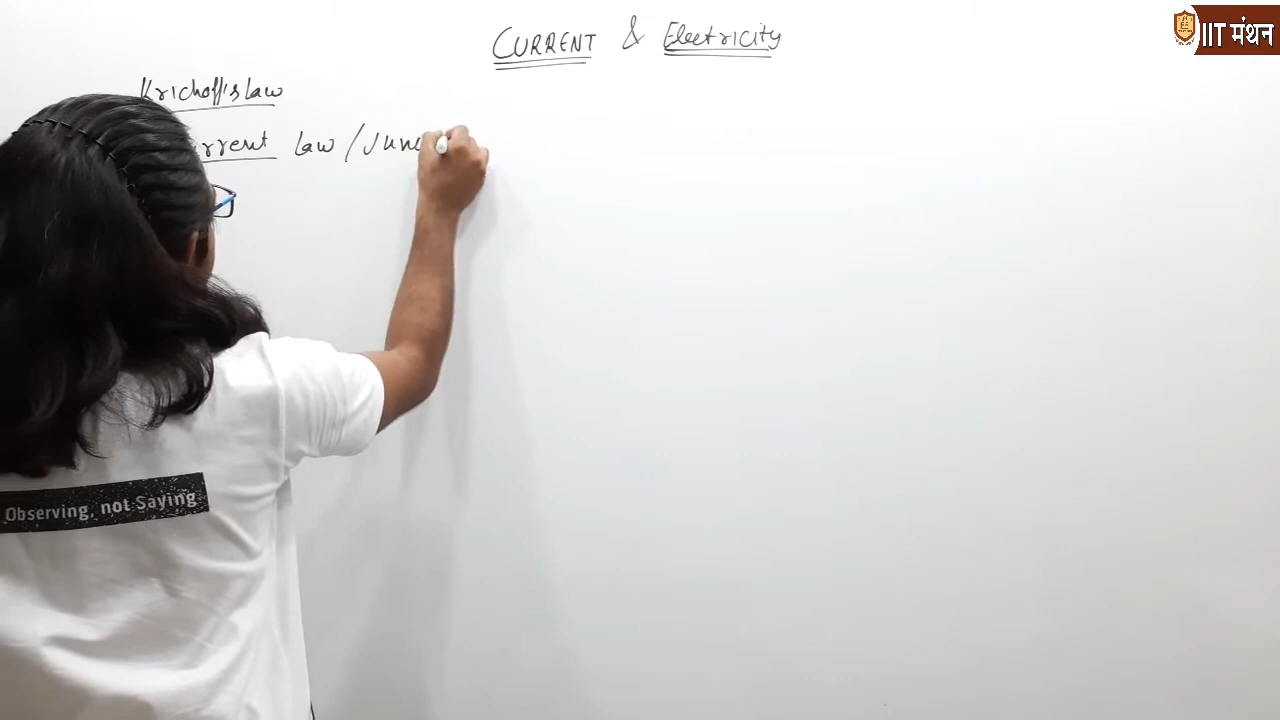 CURRENT & Electricity
IIT मंथन
Krichoff's Law
rrent Law / Junc
Observing, not Saying